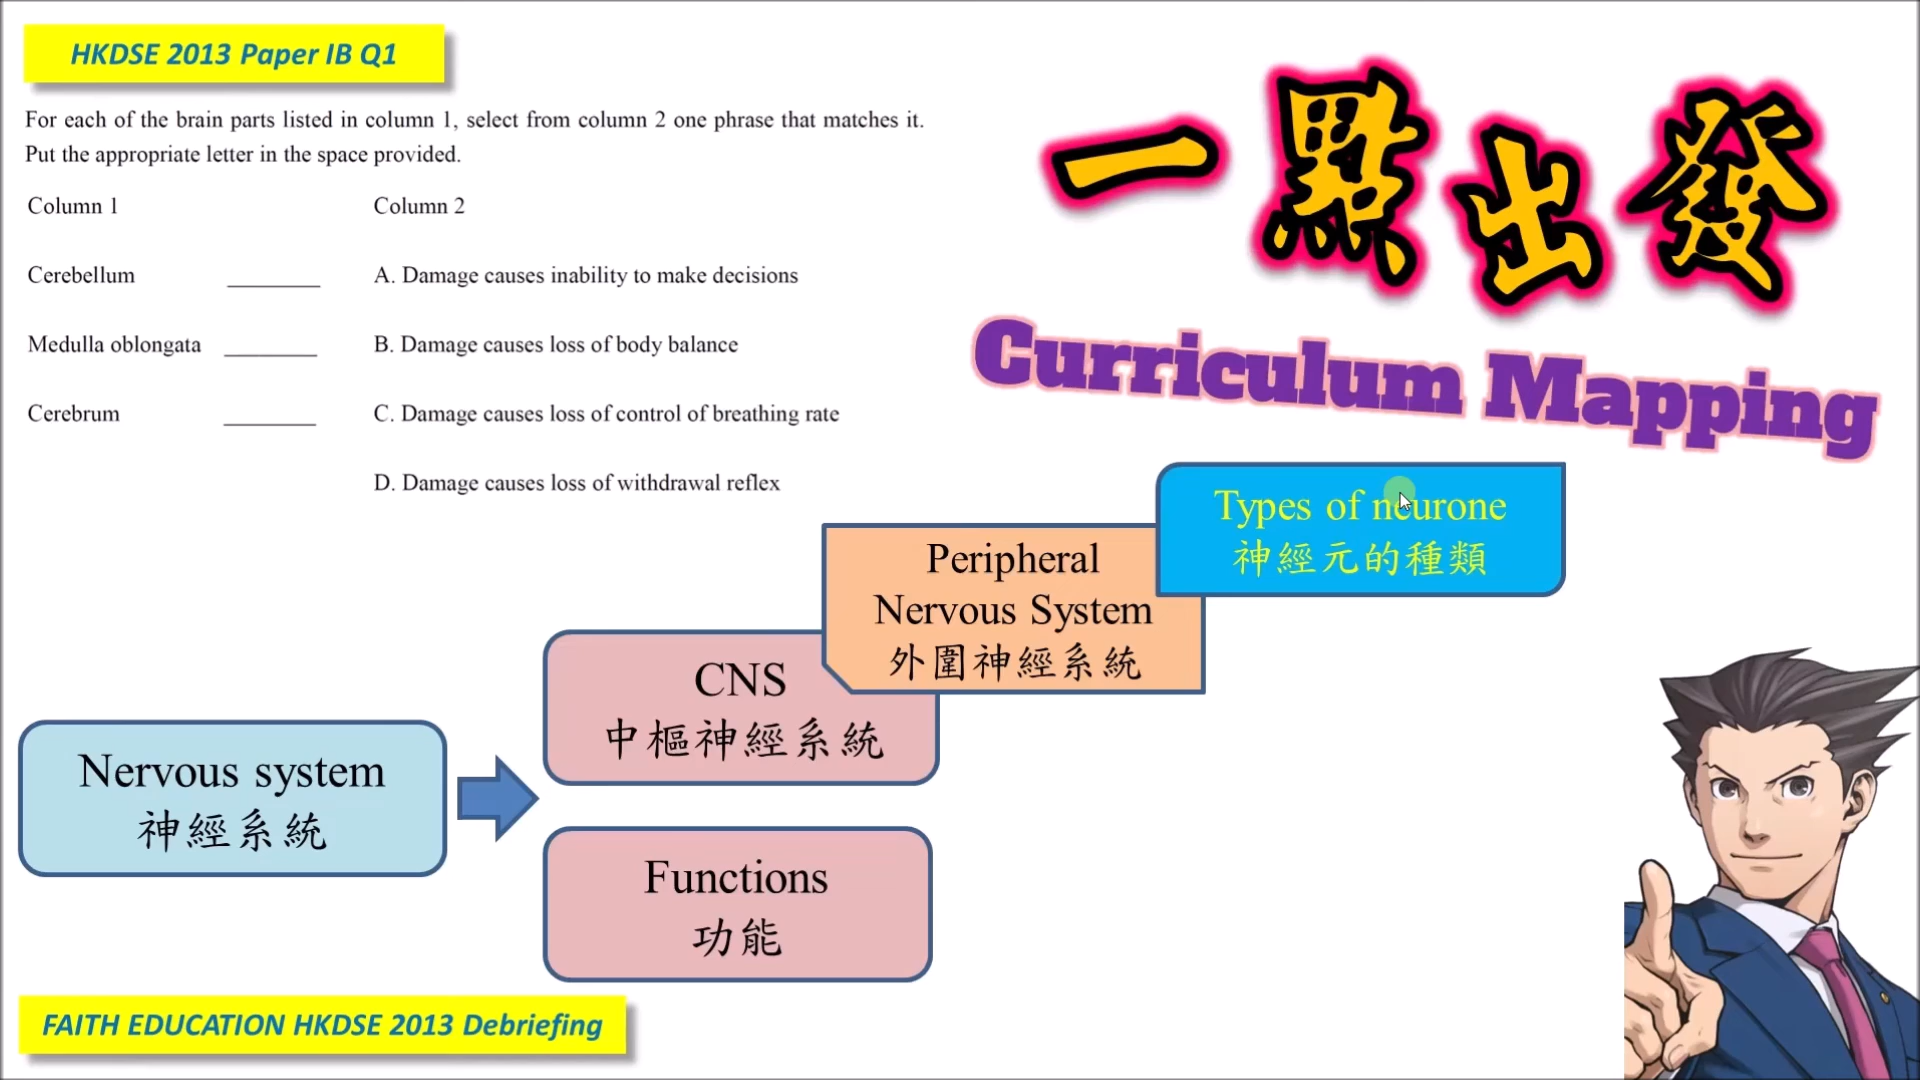 HKDSE 2013 Paper IB Q1
For each of the brain parts listed in column 1, select from column 2 one phrase that matches it.
Put the appropriate letter in the space provided.
Column 1 Column 2
Cerebellum ________ A. Damage causes inability to make decisions
Medulla oblongata ________ B. Damage causes loss of body balance
Cerebrum ________ C. Damage causes loss of control of breathing rate
D. Damage causes loss of withdrawal reflex
一點出發
Curriculum Mapping
Types of neurone
神經元的種類
Peripheral
Nervous System
外圍神經系統
CNS
中樞神經系統
Nervous system
神經系統
Functions
功能
FAITH EDUCATION HKDSE 2013 Debriefing